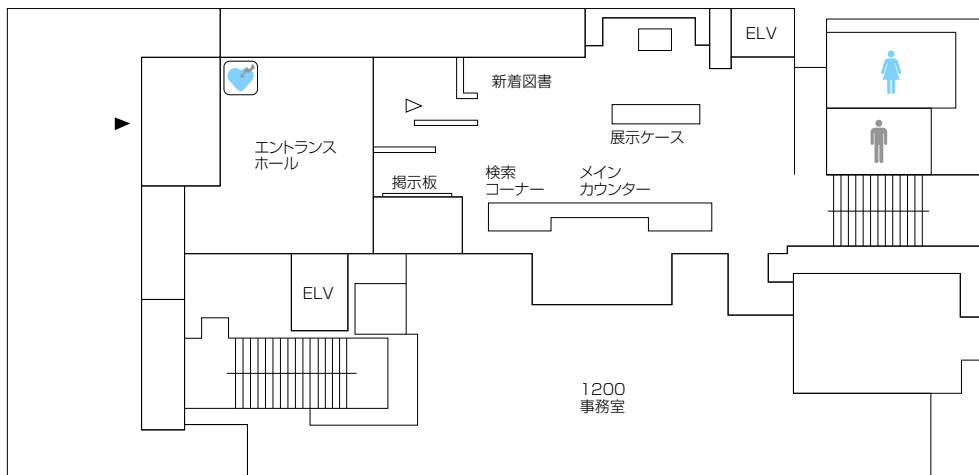 ELV
新着図書
展示ケース
エントランス
ホール
掲示板
検索
コーナー
メイン
カウンター
ELV
1200
事務室